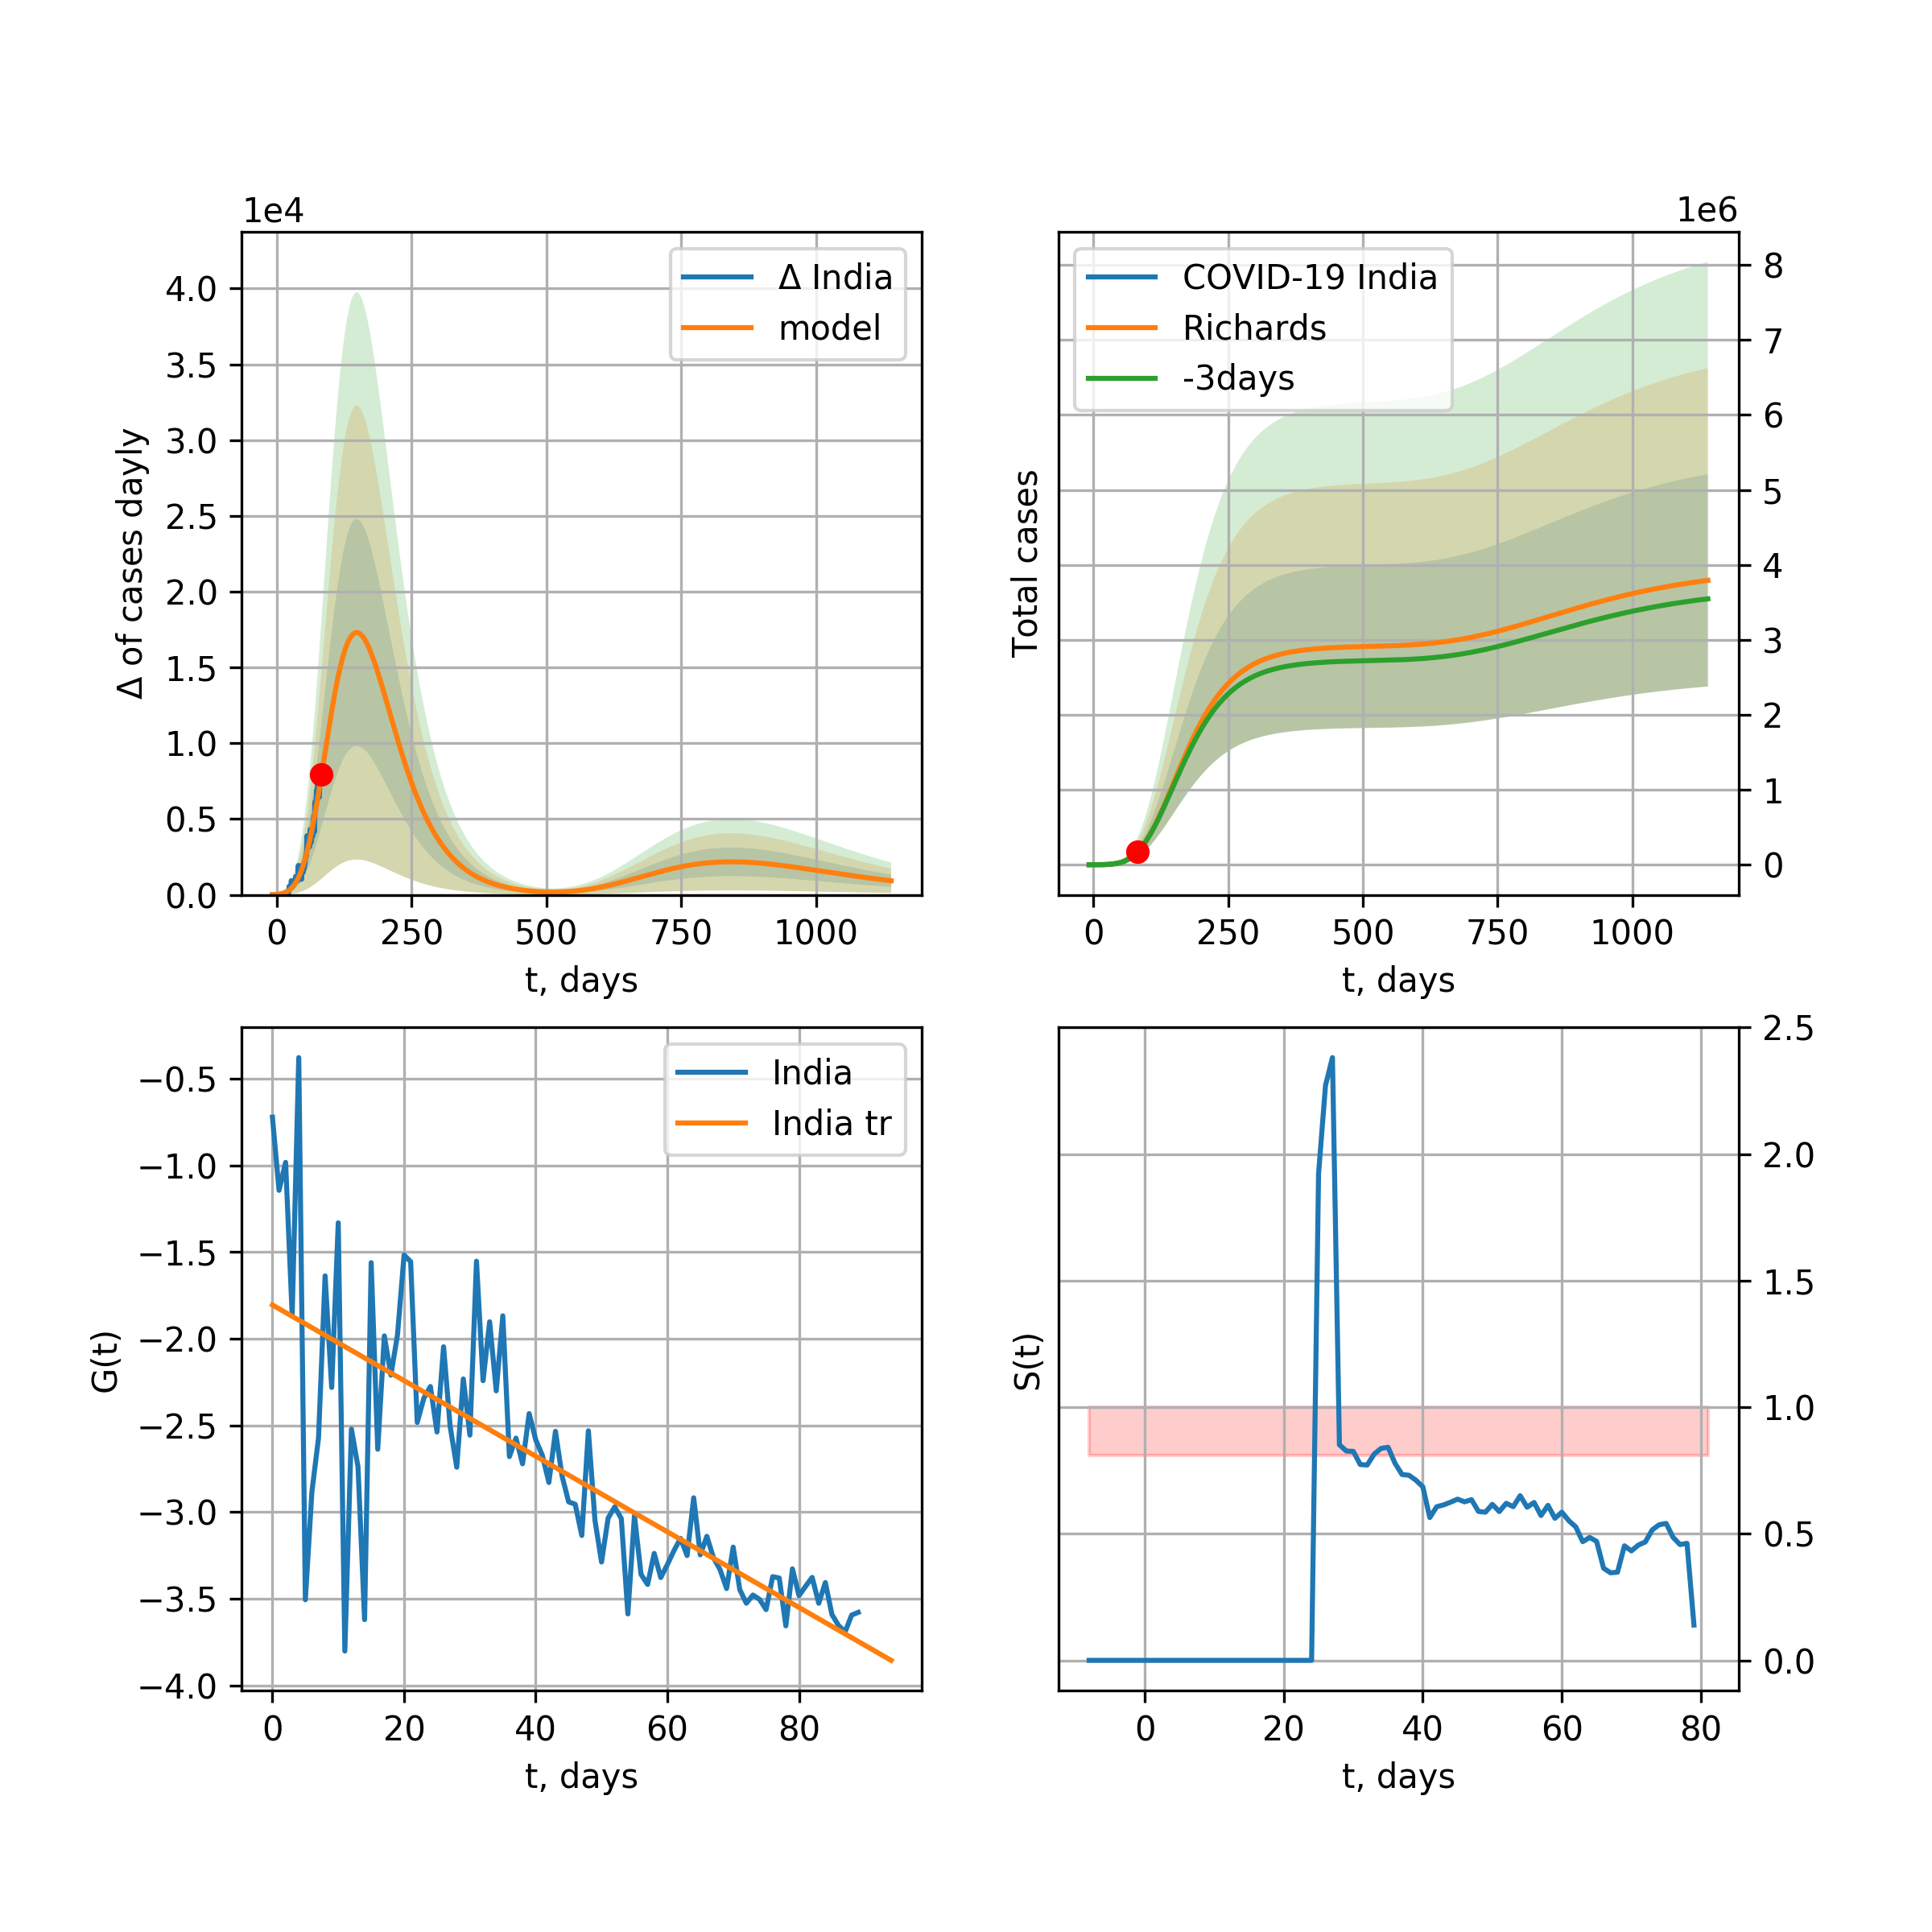 1e4
4.0
3.5
3.0
2.5
2.0
1.5
1.0
0.5
0.0
Δ of cases dayly
Δ India
model
0 250 500 750 1000
t, days
1e6
8
7
6
5
4
3
2
1
0
Total cases
COVID-19 India
Richards
-3days
0 250 500 750 1000
t, days
−0.5
−1.0
−1.5
−2.0
−2.5
−3.0
−3.5
−4.0
G(t)
India
India tr
0 20 40 60 80
t, days
2.5
2.0
1.5
1.0
0.5
0.0
S(t)
0 20 40 60 80
t, days